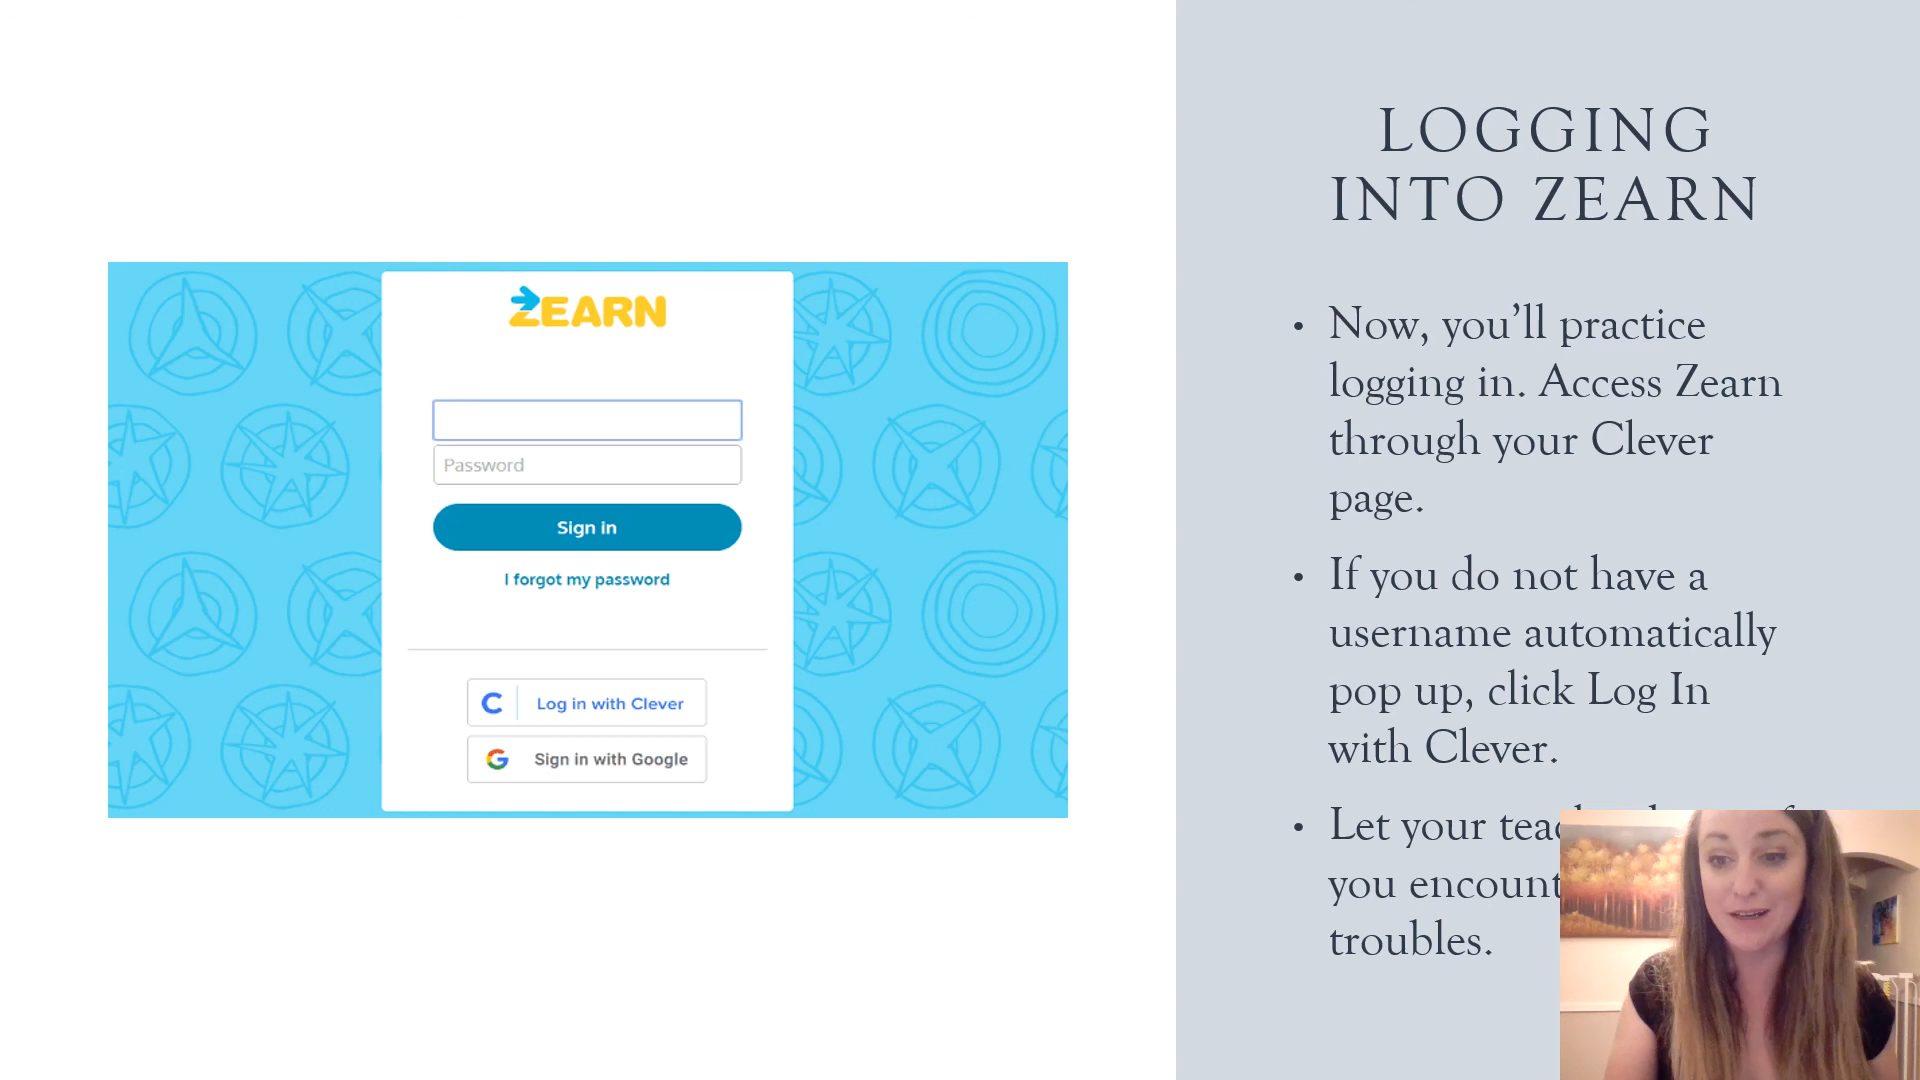 LOGGING
INTO ZEARN
• Now, you’ll practice
logging in. Access Zearn
through your Clever
page.
• If you do not have a
username automatically
pop up, click Log In
with Clever.
• Let your
you
troubles.
ZEARN
Password
Sign in
I forgot my password
Log in with Clever
Sign in with Google